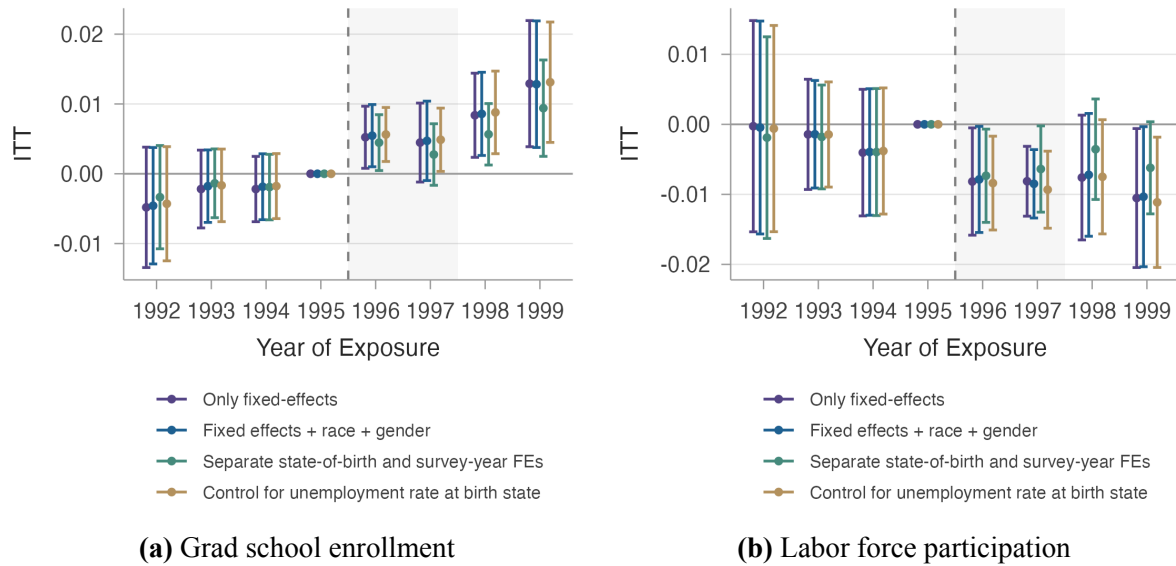 0.02
0.01
0.00
-0.01
ITT
1992 1993 1994 1995 1996 1997 1998 1999
Year of Exposure
Only fixed-effects
Fixed effects + race + gender
Separate state-of-birth and survey-year FEs
Control for unemployment rate at birth state
(a) Grad school enrollment
0.01
0.00
-0.01
-0.02
ITT
1992 1993 1994 1995 1996 1997 1998 1999
Year of Exposure
Only fixed-effects
Fixed effects + race + gender
Separate state-of-birth and survey-year FEs
Control for unemployment rate at birth state
(b) Labor force participation